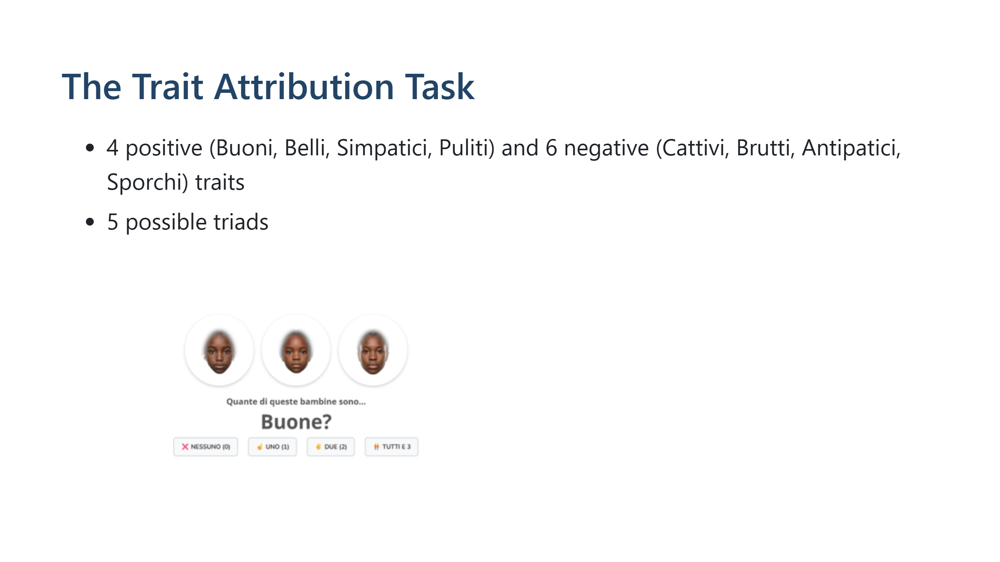 The Trait Attribution Task
4 positive (Buoni, Belli, Simpatici, Puliti) and 6 negative (Cattivi, Brutti, Antipatici,
Sporchi) traits
5 possible triads
Quante di queste bambine sono...
Buone?
❌ NESSUNO (0) ☝ UNO (1) ✌ DUE (2) 👭 TUTTI E 3